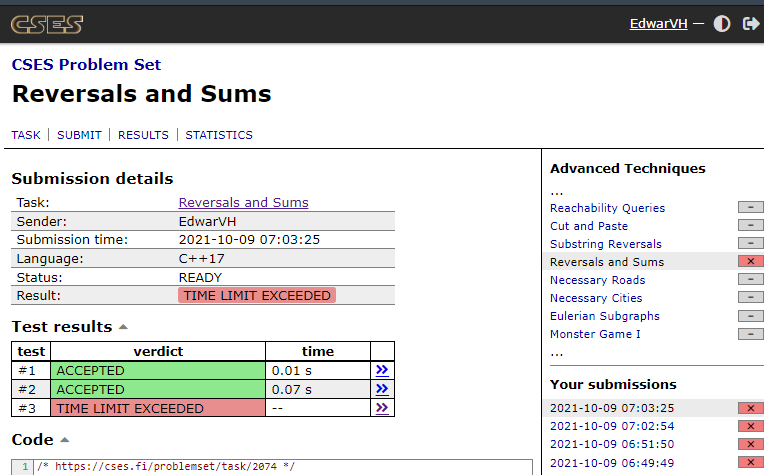 CSES
EdwarVH —
CSES Problem Set
Reversals and Sums
TASK | SUBMIT | RESULTS | STATISTICS
Submission details
Task: Reversals and Sums
Sender: EdwarVH
Submission time: 2021-10-09 07:03:25
Language: C++17
Status: READY
Result: TIME LIMIT EXCEEDED
Test results
test verdict time
#1 ACCEPTED 0.01 s »
#2 ACCEPTED 0.07 s »
#3 TIME LIMIT EXCEEDED -- »
Code
1 /* https://cses.fi/problemset/task/2074 */
Advanced Techniques
...
Reachability Queries –
Cut and Paste –
Substring Reversals –
Reversals and Sums ×
Necessary Roads –
Necessary Cities –
Eulerian Subgraphs –
Monster Game I –
...
Your submissions
2021-10-09 07:03:25 ×
2021-10-09 07:02:54 ×
2021-10-09 06:51:50 ×
2021-10-09 06:49:49 ×